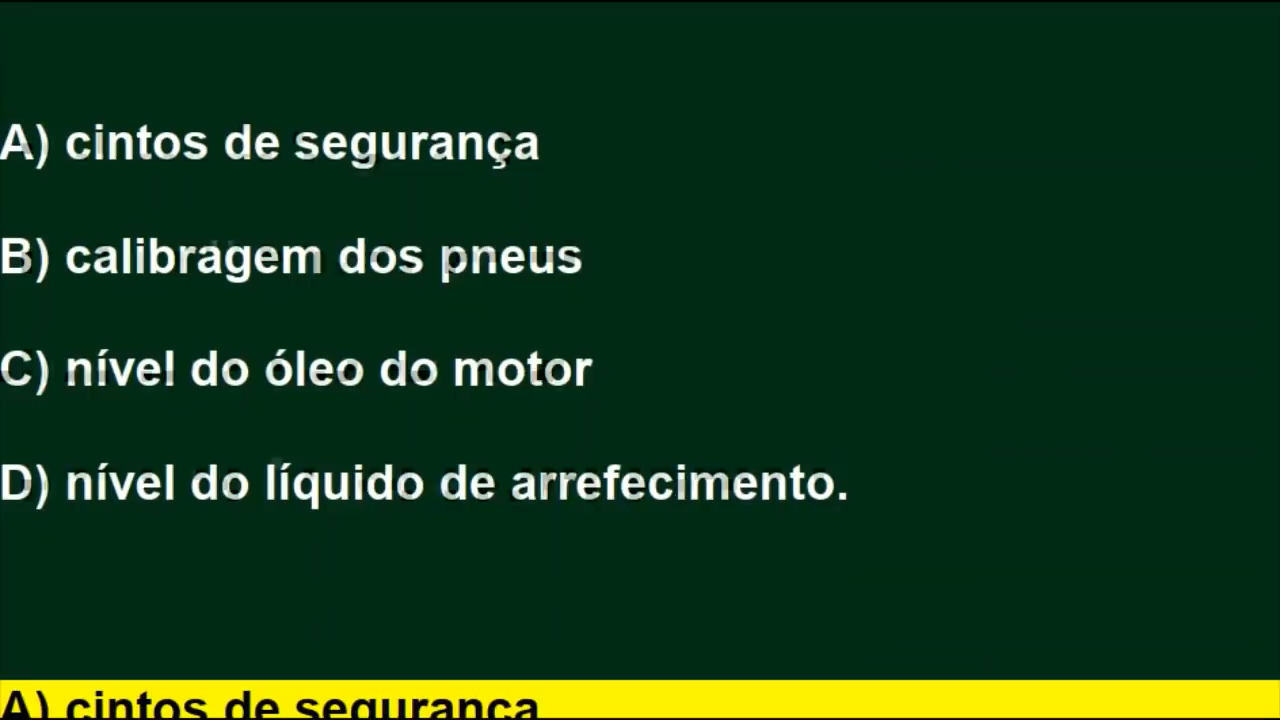 A) cintos de segurança
B) calibragem dos pneus
C) nível do óleo do motor
D) nível do líquido de arrefecimento.
A) cintos de segurança